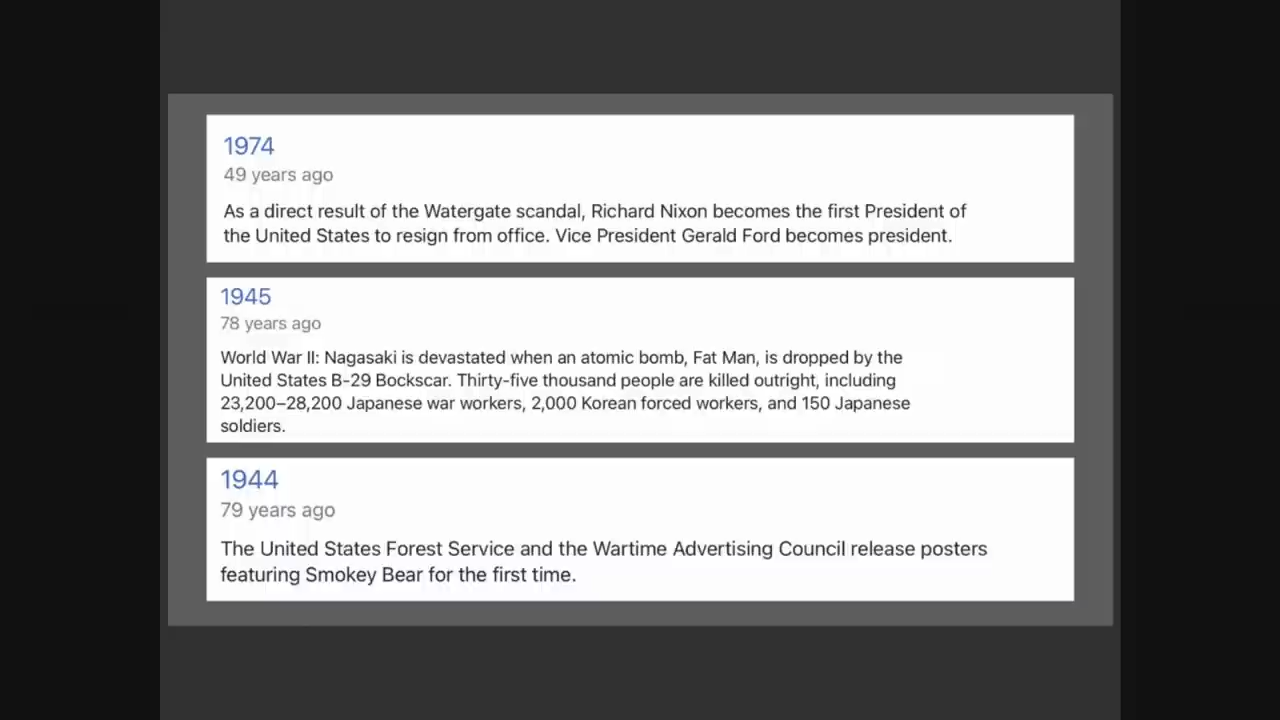 1974
49 years ago
As a direct result of the Watergate scandal, Richard Nixon becomes the first President of
the United States to resign from office. Vice President Gerald Ford becomes president.
1945
78 years ago
World War II: Nagasaki is devastated when an atomic bomb, Fat Man, is dropped by the
United States B-29 Bockscar. Thirty-five thousand people are killed outright, including
23,200–28,200 Japanese war workers, 2,000 Korean forced workers, and 150 Japanese
soldiers.
1944
79 years ago
The United States Forest Service and the Wartime Advertising Council release posters
featuring Smokey Bear for the first time.